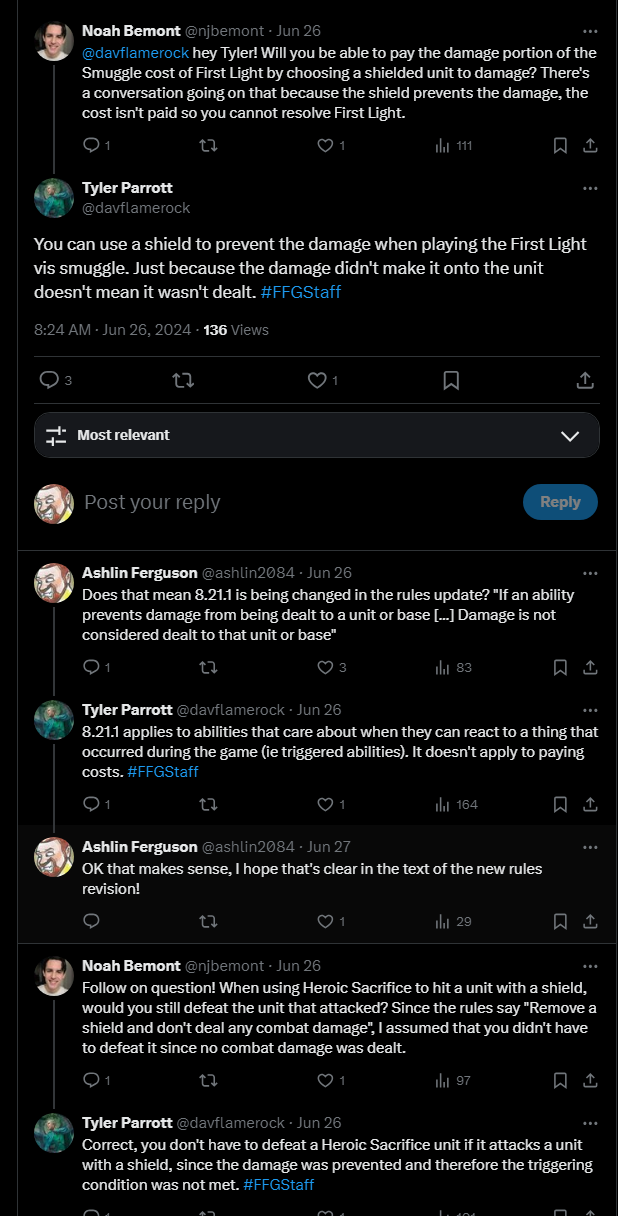 Noah Bemont @njbemont · Jun 26
@davflamerock hey Tyler! Will you be able to pay the damage portion of the
Smuggle cost of First Light by choosing a shielded unit to damage? There's
a conversation going on that because the shield prevents the damage, the
cost isn't paid so you cannot resolve First Light.
1 1 111
Tyler Parrott
@davflamerock
You can use a shield to prevent the damage when playing the First Light
vis smuggle. Just because the damage didn't make it onto the unit
doesn't mean it wasn't dealt. #FFGStaff
8:24 AM · Jun 26, 2024 · 136 Views
3 1
Most relevant
Post your reply
Reply
Ashlin Ferguson @ashlin2084 · Jun 26
Does that mean 8.21.1 is being changed in the rules update? "If an ability
prevents damage from being dealt to a unit or base [...] Damage is not
considered dealt to that unit or base"
1 3 83
Tyler Parrott @davflamerock · Jun 26
8.21.1 applies to abilities that care about when they can react to a thing that
occurred during the game (ie triggered abilities). It doesn't apply to paying
costs. #FFGStaff
1 1 164
Ashlin Ferguson @ashlin2084 · Jun 27
OK that makes sense, I hope that's clear in the text of the new rules
revision!
1 29
Noah Bemont @njbemont · Jun 26
Follow on question! When using Heroic Sacrifice to hit a unit with a shield,
would you still defeat the unit that attacked? Since the rules say "Remove a
shield and don't deal any combat damage", I assumed that you didn't have
to defeat it since no combat damage was dealt.
1 1 97
Tyler Parrott @davflamerock · Jun 26
Correct, you don't have to defeat a Heroic Sacrifice unit if it attacks a unit
with a shield, since the damage was prevented and therefore the triggering
condition was not met. #FFGStaff